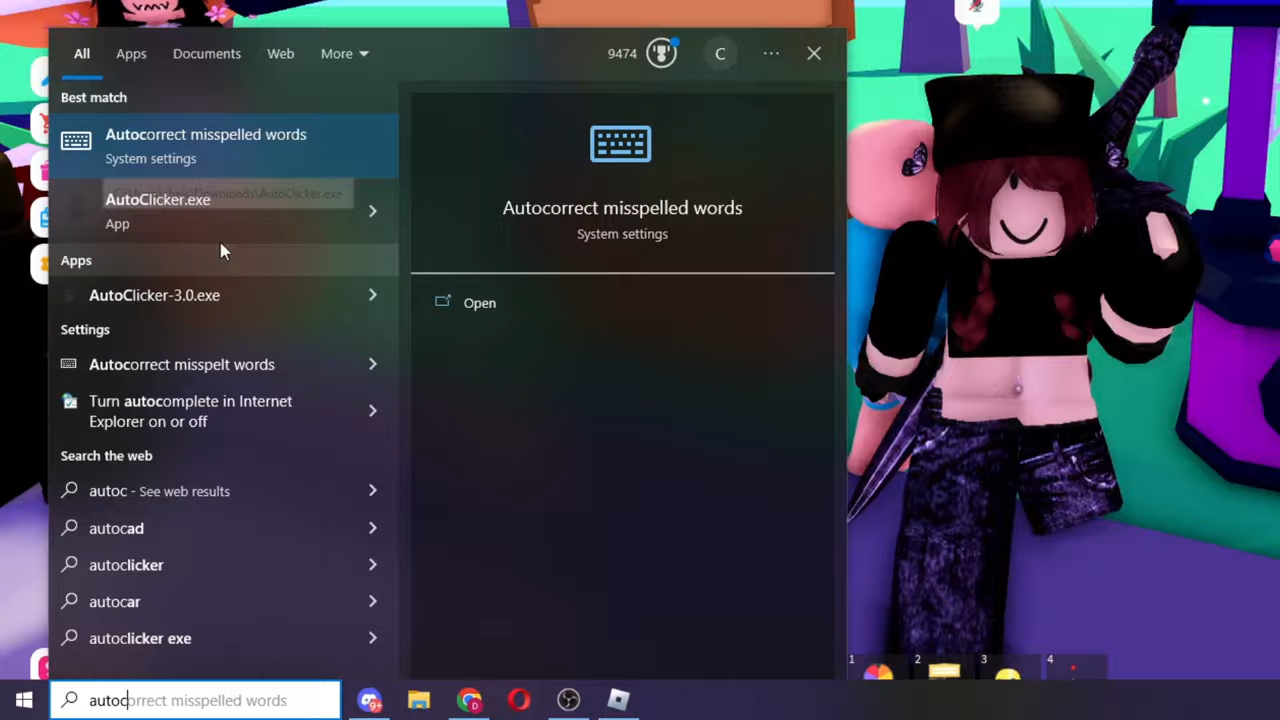 All
Apps
Documents
Web
More
9474
C
Best match
Autocorrect misspelled words
System settings
AutoClicker.exe
App
Apps
AutoClicker-3.0.exe
Settings
Autocorrect misspelt words
Turn autocomplete in Internet
Explorer on or off
Search the web
autoc - See web results
autocad
autoclicker
autocar
autoclicker exe
Autocorrect misspelled words
System settings
Open
1
2
3
4
autocorrect misspelled words
9+
D